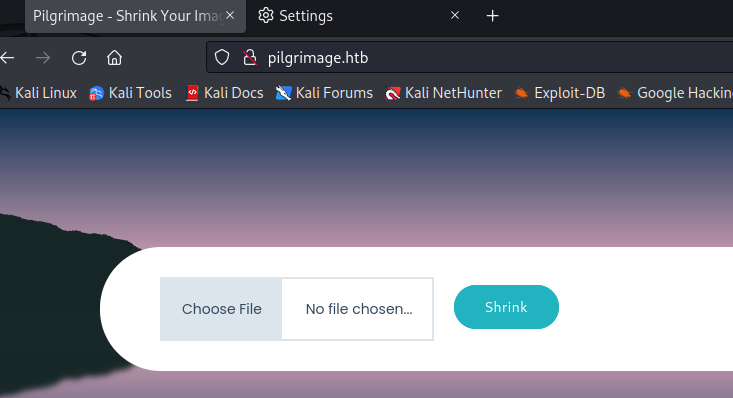 Pilgrimage - Shrink Your Imag
Settings
pilgrimage.htb
Kali Linux Kali Tools Kali Docs Kali Forums Kali NetHunter Exploit-DB Google Hackin
Choose File No file chosen... Shrink